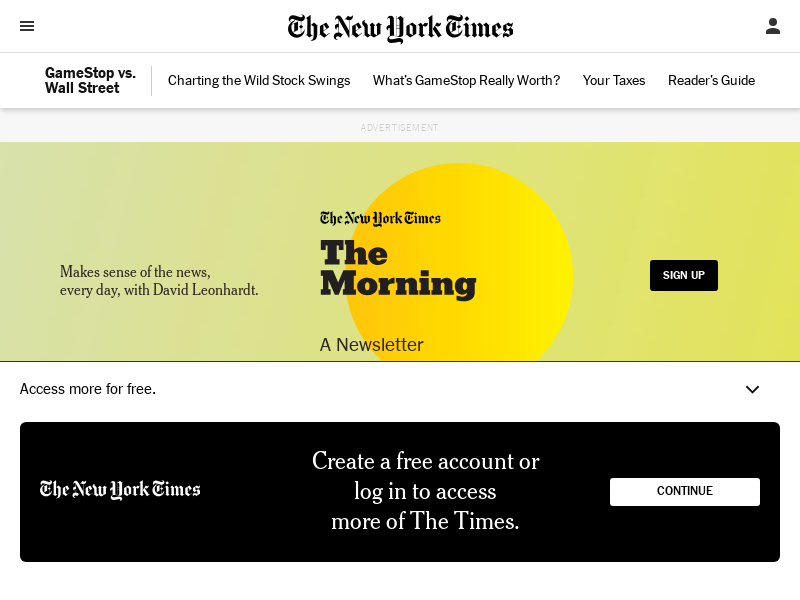 The New York Times
GameStop vs.
Wall Street
Charting the Wild Stock Swings
What's GameStop Really Worth?
Your Taxes
Reader's Guide
ADVERTISEMENT
Makes sense of the news,
every day, with David Leonhardt.
The New York Times
The
Morning
A Newsletter
SIGN UP
Access more for free.
The New York Times
Create a free account or
log in to access
more of The Times.
CONTINUE